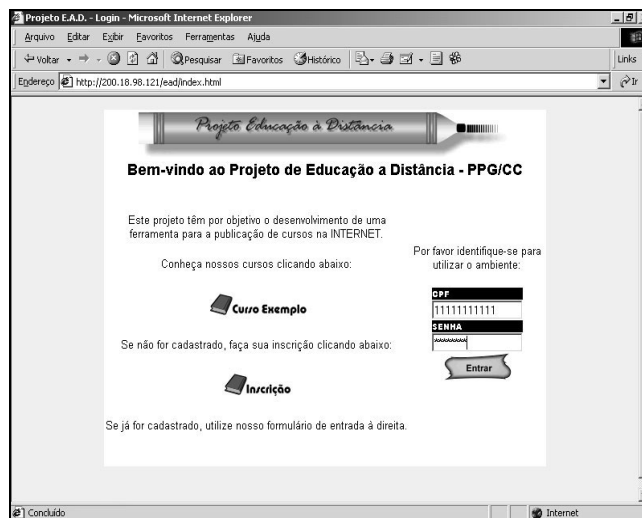 Projeto E.A.D. - Login - Microsoft Internet Explorer
Arquivo Editar Exibir Favoritos Ferramentas Ajuda
Voltar Pesquisar Favoritos Histórico Links
Endereço http://200.18.98.121/ead/index.html Ir
Projeto Educação à Distância
Bem-vindo ao Projeto de Educação a Distância - PPG/CC
Este projeto têm por objetivo o desenvolvimento de uma
ferramenta para a publicação de cursos na INTERNET.
Conheça nossos cursos clicando abaixo:
Curso Exemplo
Se não for cadastrado, faça sua inscrição clicando abaixo:
Inscrição
Se já for cadastrado, utilize nosso formulário de entrada à direita.
Por favor identifique-se para
utilizar o ambiente:
CPF
11111111111
SENHA
********
Entrar
Concluído Internet